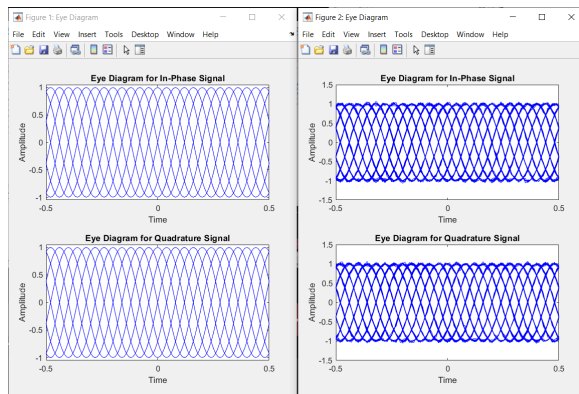 Figure 1: Eye Diagram
File Edit View Insert Tools Desktop Window Help
Eye Diagram for In-Phase Signal
1
0.5
0
-0.5
-1
Amplitude
-0.5 0 0.5
Time
Eye Diagram for Quadrature Signal
1
0.5
0
-0.5
-1
Amplitude
-0.5 0 0.5
Time
Figure 2: Eye Diagram
File Edit View Insert Tools Desktop Window Help
Eye Diagram for In-Phase Signal
1.5
1
0.5
0
-0.5
-1
-1.5
Amplitude
-0.5 0 0.5
Time
Eye Diagram for Quadrature Signal
1.5
1
0.5
0
-0.5
-1
-1.5
Amplitude
-0.5 0 0.5
Time